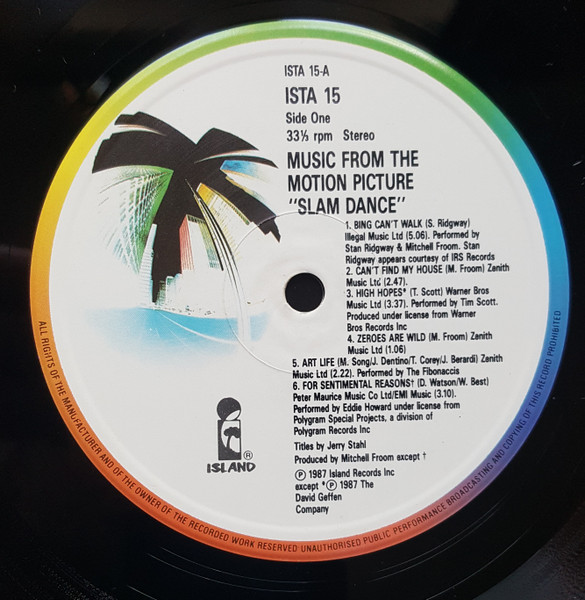 ISTA 15-A
ISTA 15
Side One
33⅓ rpm Stereo
MUSIC FROM THE
MOTION PICTURE
"SLAM DANCE"
1. BING CAN'T WALK (S. Ridgway)
Illegal Music Ltd (5.06). Performed by
Stan Ridgway & Mitchell Froom. Stan
Ridgway appears courtesy of IRS Records
2. CAN'T FIND MY HOUSE (M. Froom) Zenith
Music Ltd (2.47).
3. HIGH HOPES* (T. Scott) Warner Bros
Music Ltd (3.37). Performed by Tim Scott.
Produced under license from Warner
Bros Records Inc
4. ZEROES ARE WILD (M. Froom) Zenith
Music Ltd (1.06)
5. ART LIFE (M. Song/J. Dentino/T. Corey/J. Berardi) Zenith
Music Ltd (2.22). Performed by The Fibonaccis
6. FOR SENTIMENTAL REASONS† (D. Watson/W. Best)
Peter Maurice Music Co Ltd/EMI Music (3.10).
Performed by Eddie Howard under license from
Polygram Special Projects, a division of
Polygram Records Inc
Titles by Jerry Stahl
Produced by Mitchell Froom except †
℗ 1987 Island Records Inc
except *℗ 1987 The
David Geffen
Company
ISLAND ®
ALL RIGHTS OF THE MANUFACTURER AND OF THE OWNER OF THE RECORDED WORK RESERVED UNAUTHORISED PUBLIC PERFORMANCE BROADCASTING AND COPYING OF THIS RECORD PROHIBITED